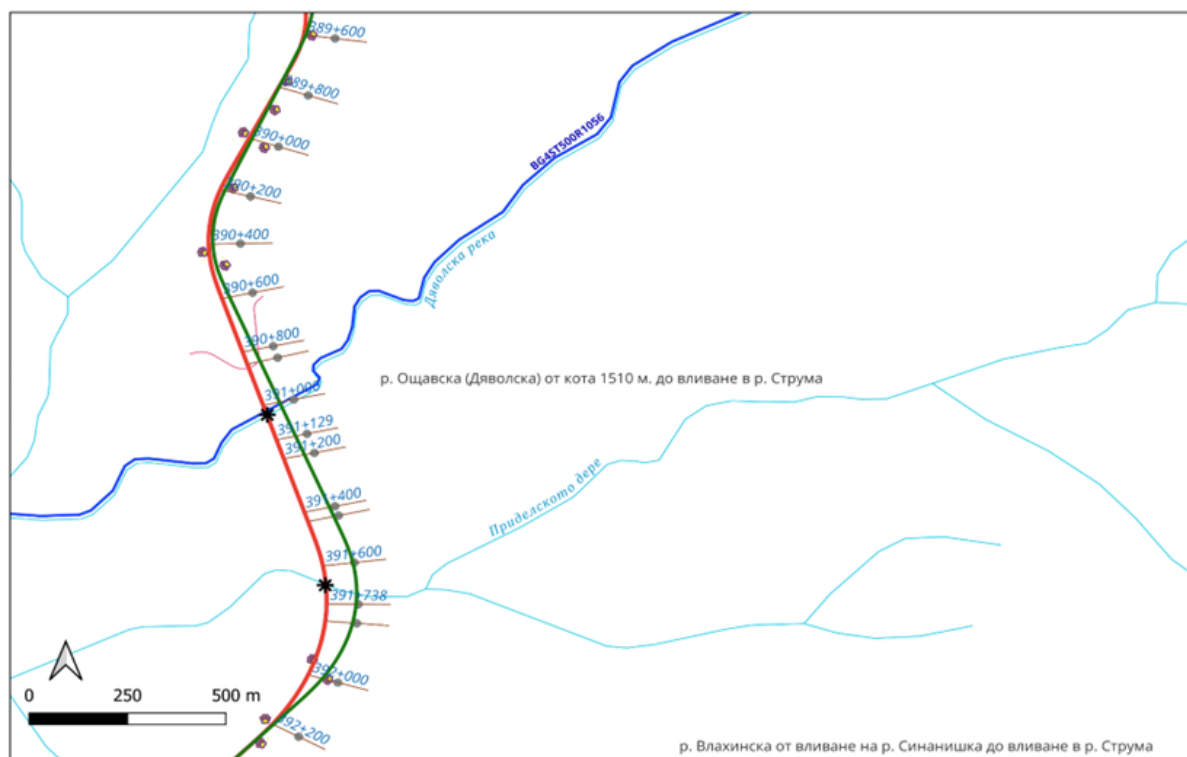 389+600
389+800
390+000
BG4ST500R1056
390+200
390+400
Дяволска река
390+600
390+800
р. Ощавска (Дяволска) от кота 1510 м. до вливане в р. Струма
391+000
391+129
391+200
Приделското дере
391+400
391+600
391+738
392+000
0 250 500 m
392+200
р. Влахинска от вливане на р. Синанишка до вливане в р. Струма